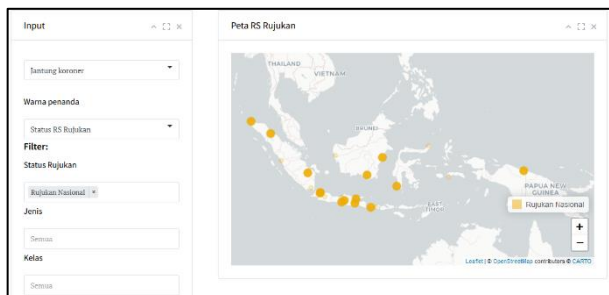 Input
Jantung koroner
Warna penanda
Status RS Rujukan
Filter:
Status Rujukan
Rujukan Nasional ×
Jenis
Semua
Kelas
Semua
Peta RS Rujukan
THAILAND
VIETNAM
BRUNEI
EAST TIMOR
PAPUA NEW GUINEA
Rujukan Nasional
+
−
Leaflet | © OpenStreetMap contributors © CARTO